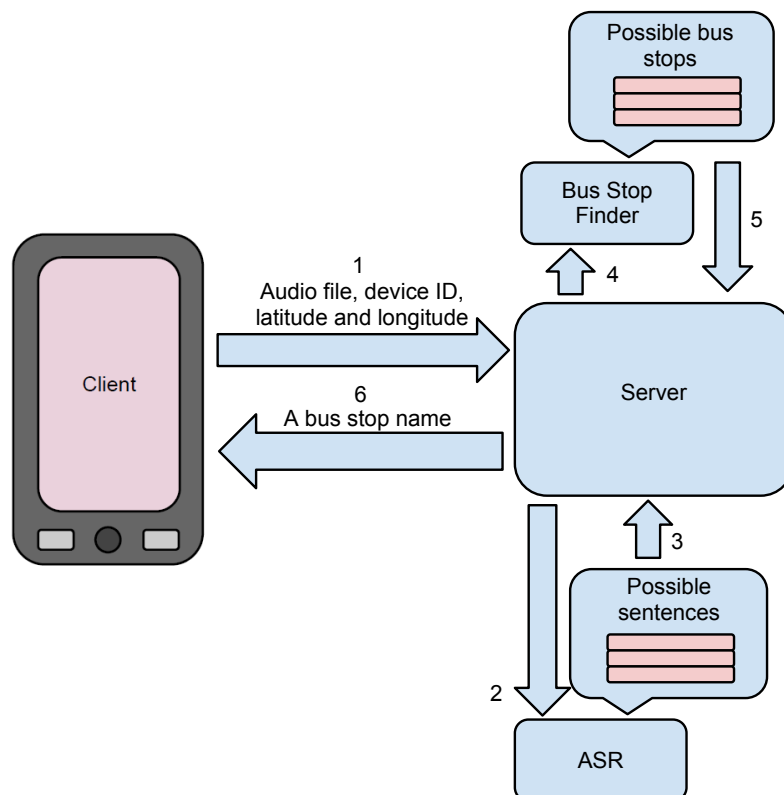 Possible bus
stops
Bus Stop
Finder
5
4
1
Audio file, device ID,
latitude and longitude
Client
Server
6
A bus stop name
3
Possible
sentences
2
ASR